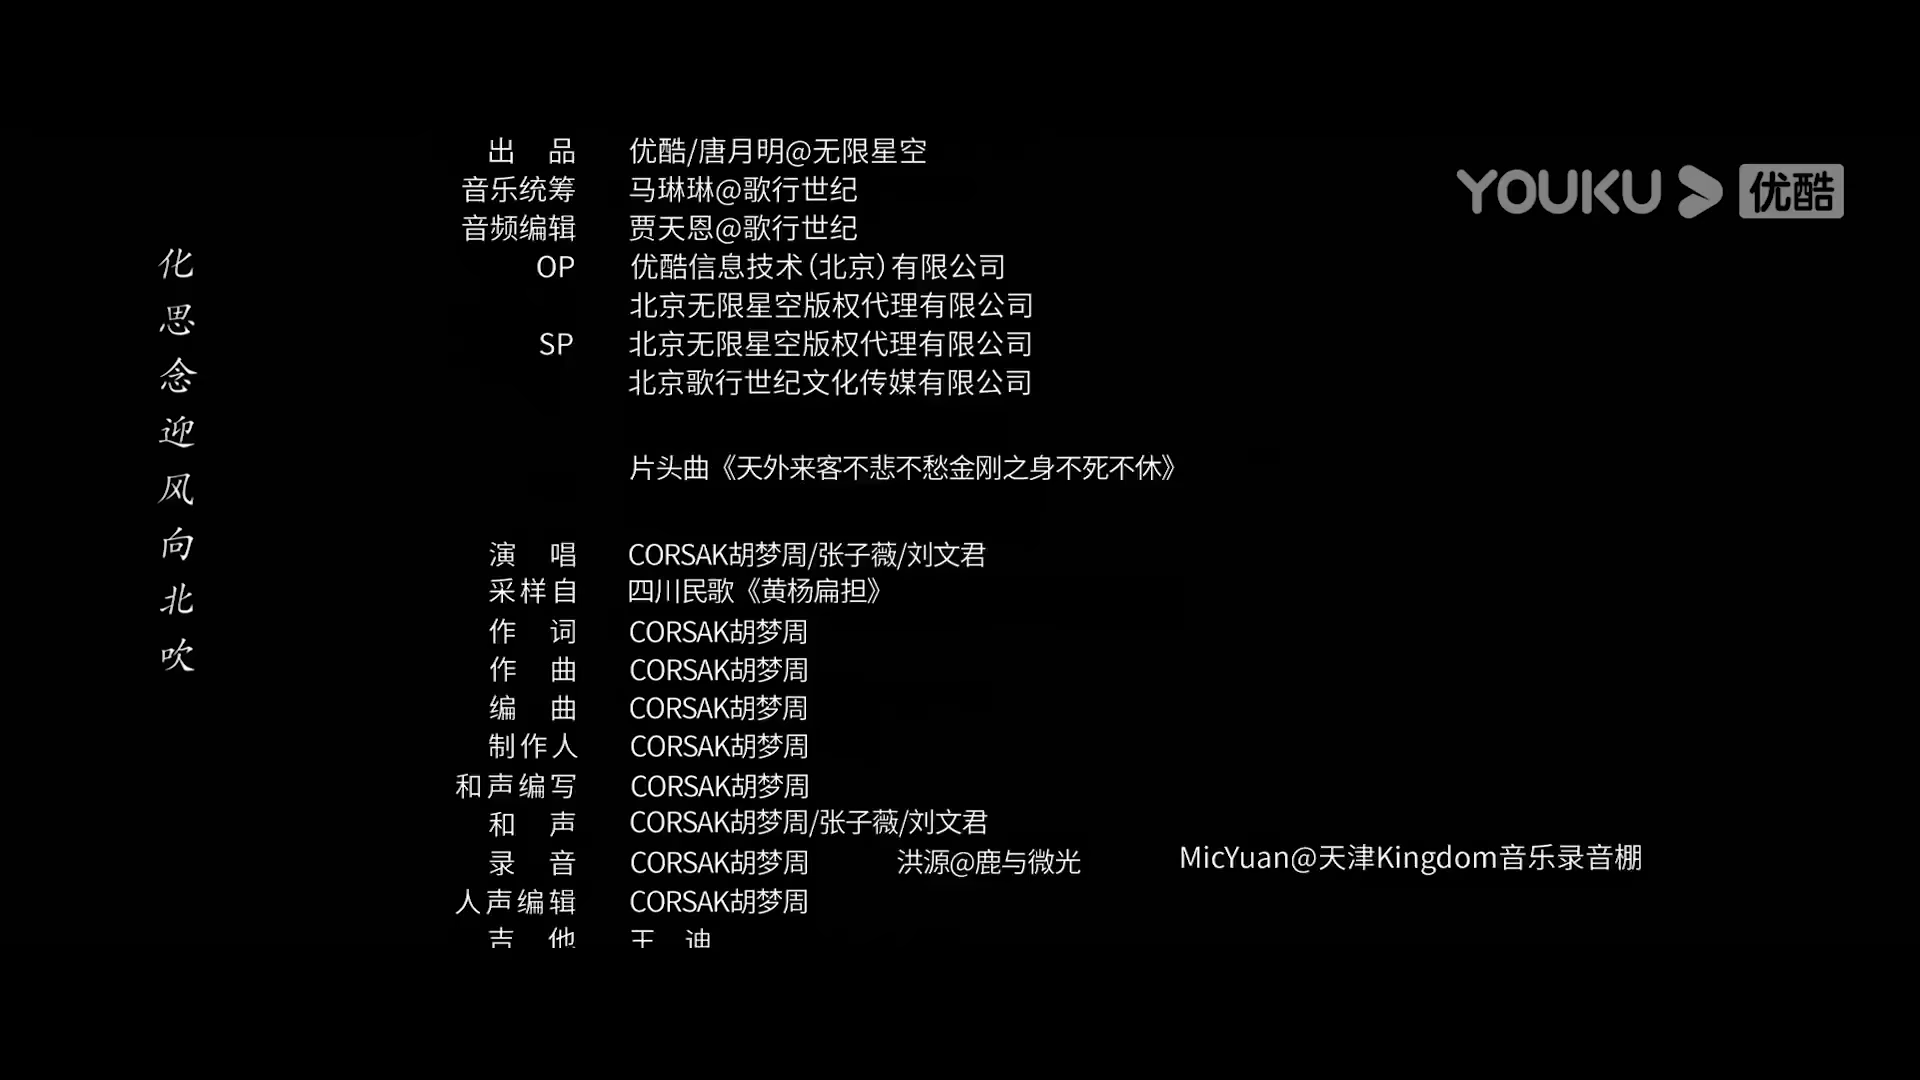 化思念迎风向北吹
YOUKU 优酷
出品 优酷/唐月明@无限星空
音乐统筹 马琳琳@歌行世纪
音频编辑 贾天恩@歌行世纪
OP 优酷信息技术(北京)有限公司
北京无限星空版权代理有限公司
SP 北京无限星空版权代理有限公司
北京歌行世纪文化传媒有限公司
片头曲《天外来客不悲不愁金刚之身不死不休》
演唱 CORSAK胡梦周/张子薇/刘文君
采样自 四川民歌《黄杨扁担》
作词 CORSAK胡梦周
作曲 CORSAK胡梦周
编曲 CORSAK胡梦周
制作人 CORSAK胡梦周
和声编写 CORSAK胡梦周
和声 CORSAK胡梦周/张子薇/刘文君
录音 CORSAK胡梦周 洪源@鹿与微光 MicYuan@天津Kingdom音乐录音棚
人声编辑 CORSAK胡梦周
吉他 王迪